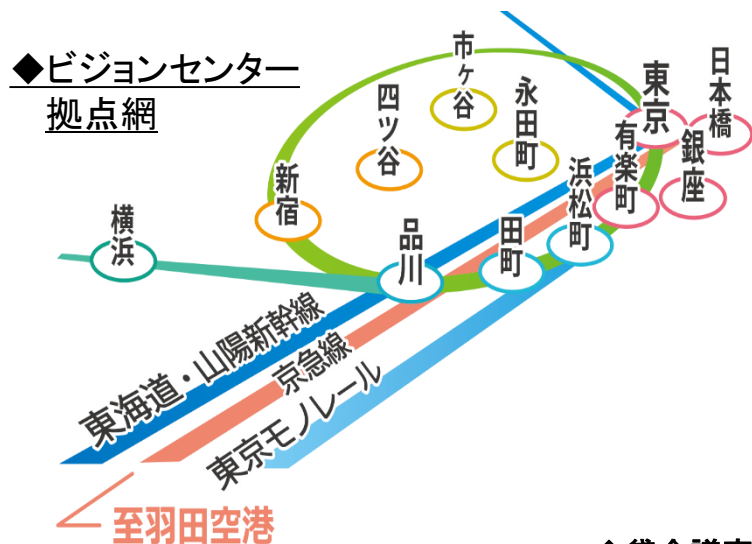 ◆ビジョンセンター
拠点網
市ヶ谷
四ツ谷
永田町
東京
日本橋
有楽町
銀座
新宿
浜松町
横浜
品川
田町
東海道・山陽新幹線
京急線
東京モノレール
至羽田空港